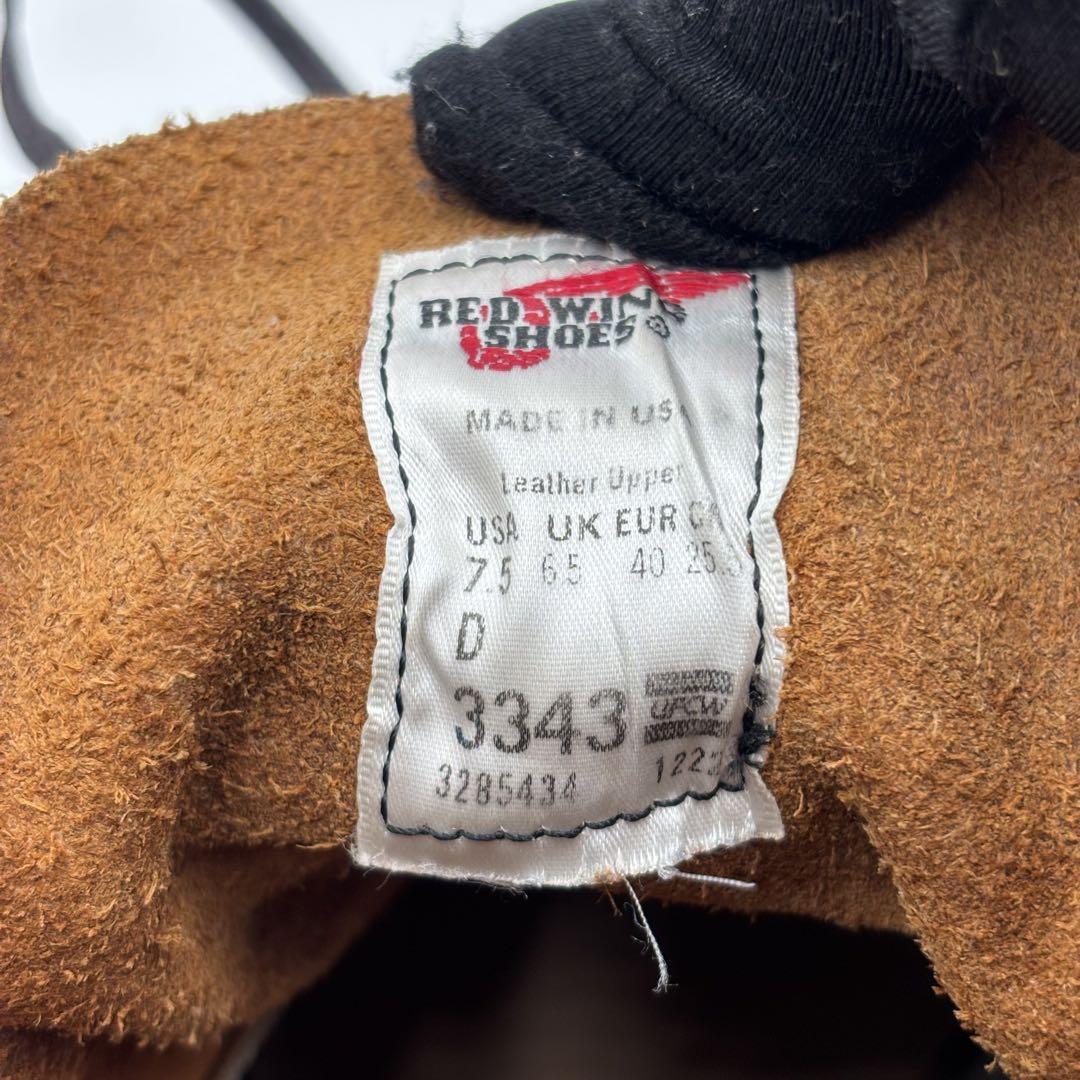 RED WING
SHOES ®
MADE IN USA
Leather Upper
USA UK EUR
7.5 6.5 40 25.5
D
3343 UFCW
3285434